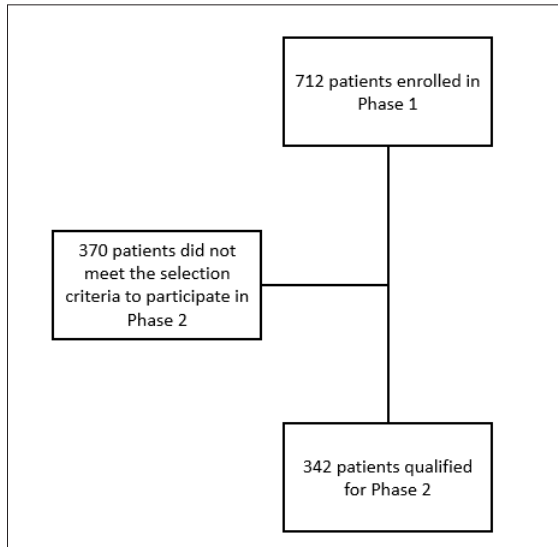 712 patients enrolled in
Phase 1
370 patients did not
meet the selection
criteria to participate in
Phase 2
342 patients qualified
for Phase 2